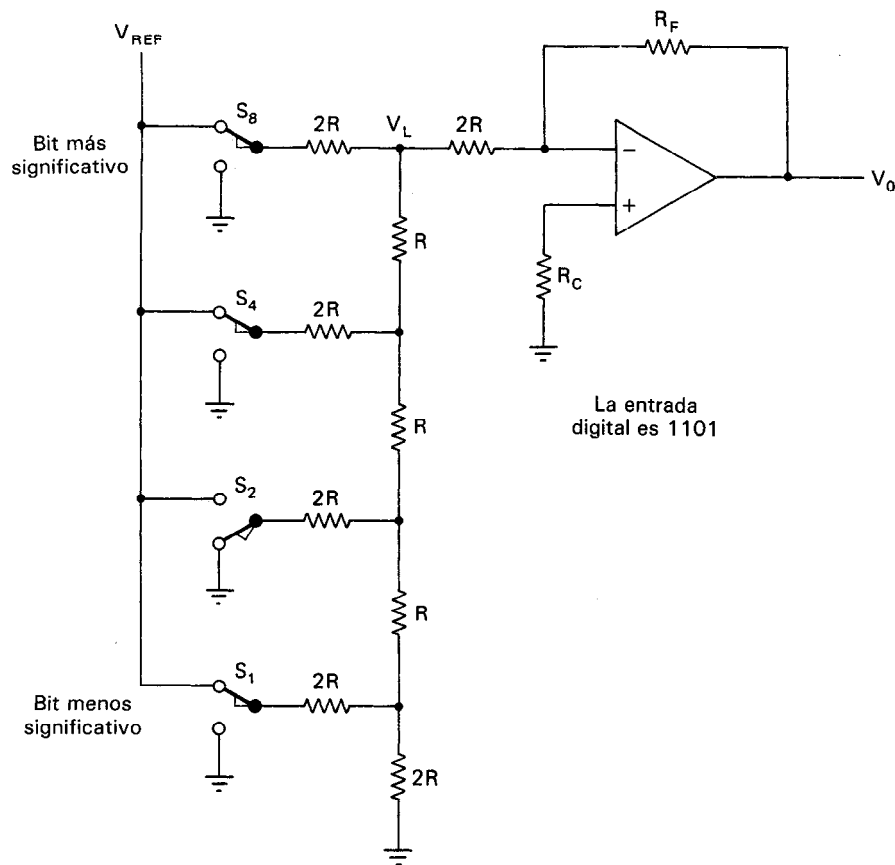 V_REF
R_F
S_8
2R
V_L
2R
Bit más
significativo
−
+
V_0
R
R_C
S_4
2R
La entrada
digital es 1101
R
S_2
2R
R
S_1
2R
Bit menos
significativo
2R